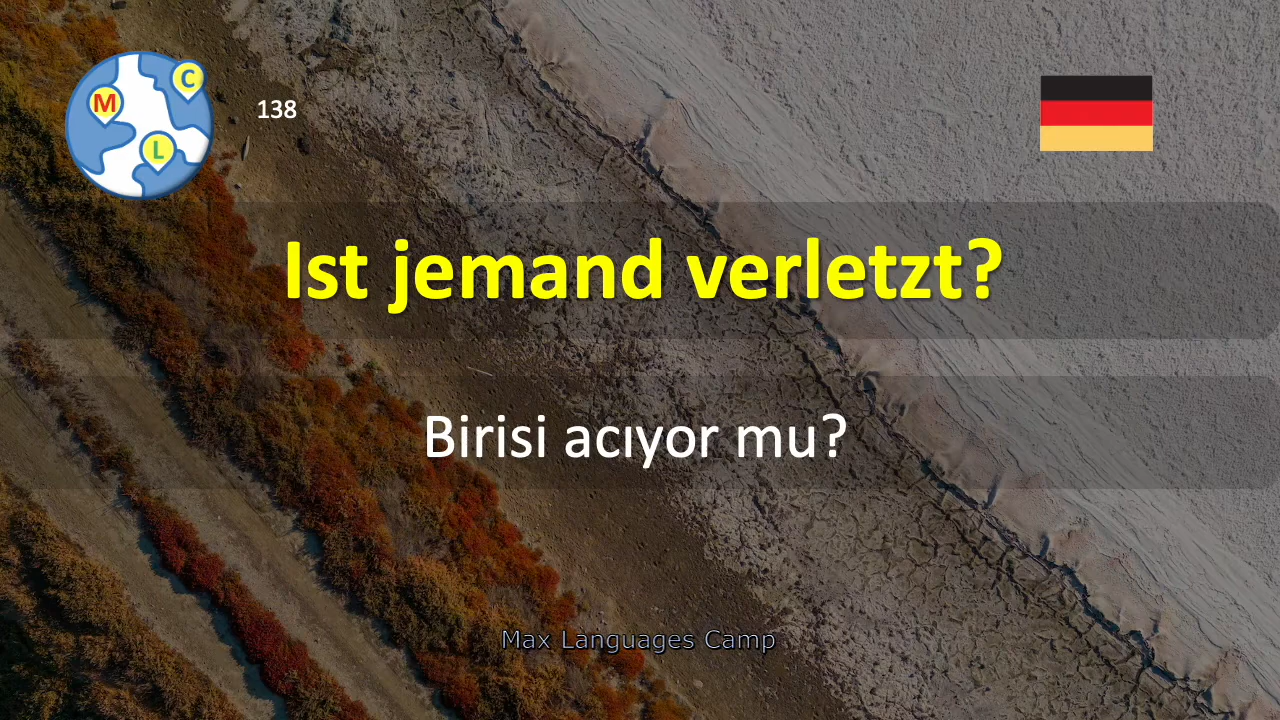 C
M
L
138
Ist jemand verletzt?
Birisi acıyor mu?
Max Languages Camp